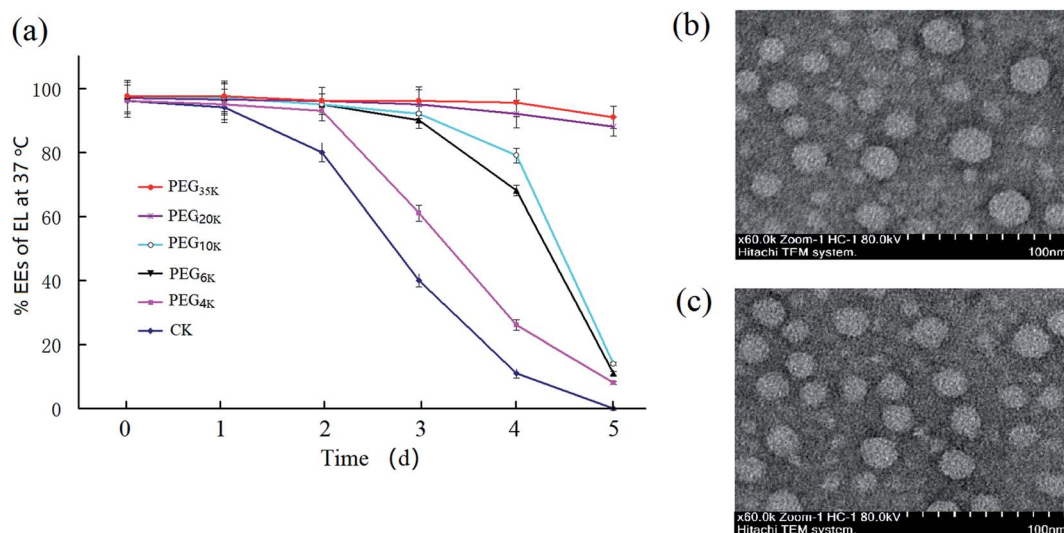 (a)
% EEs of EL at 37 ℃
100
80
60
40
20
0
PEG35K
PEG20K
PEG10K
PEG6K
PEG4K
CK
0 1 2 3 4 5
Time (d)
(b)
x60.0k Zoom-1 HC-1 80.0kV
Hitachi TEM system.
100nm
(c)
x60.0k Zoom-1 HC-1 80.0kV
Hitachi TEM system.
100nm